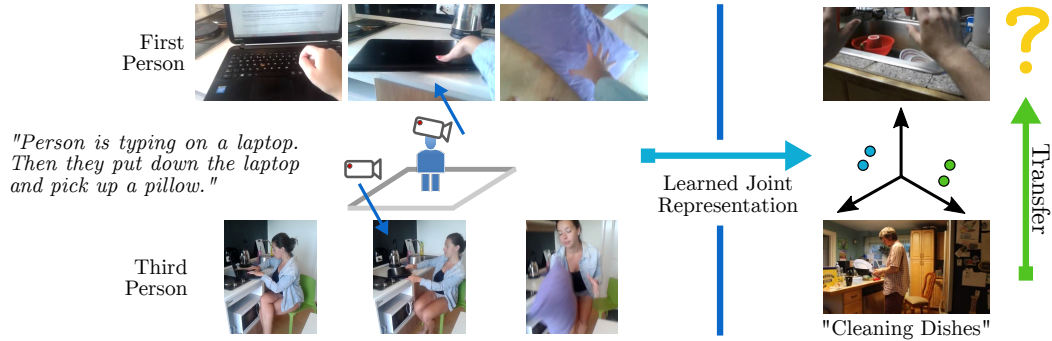 First
Person
"Person is typing on a laptop.
Then they put down the laptop
and pick up a pillow."
Third
Person
Learned Joint
Representation
?
Transfer
"Cleaning Dishes"